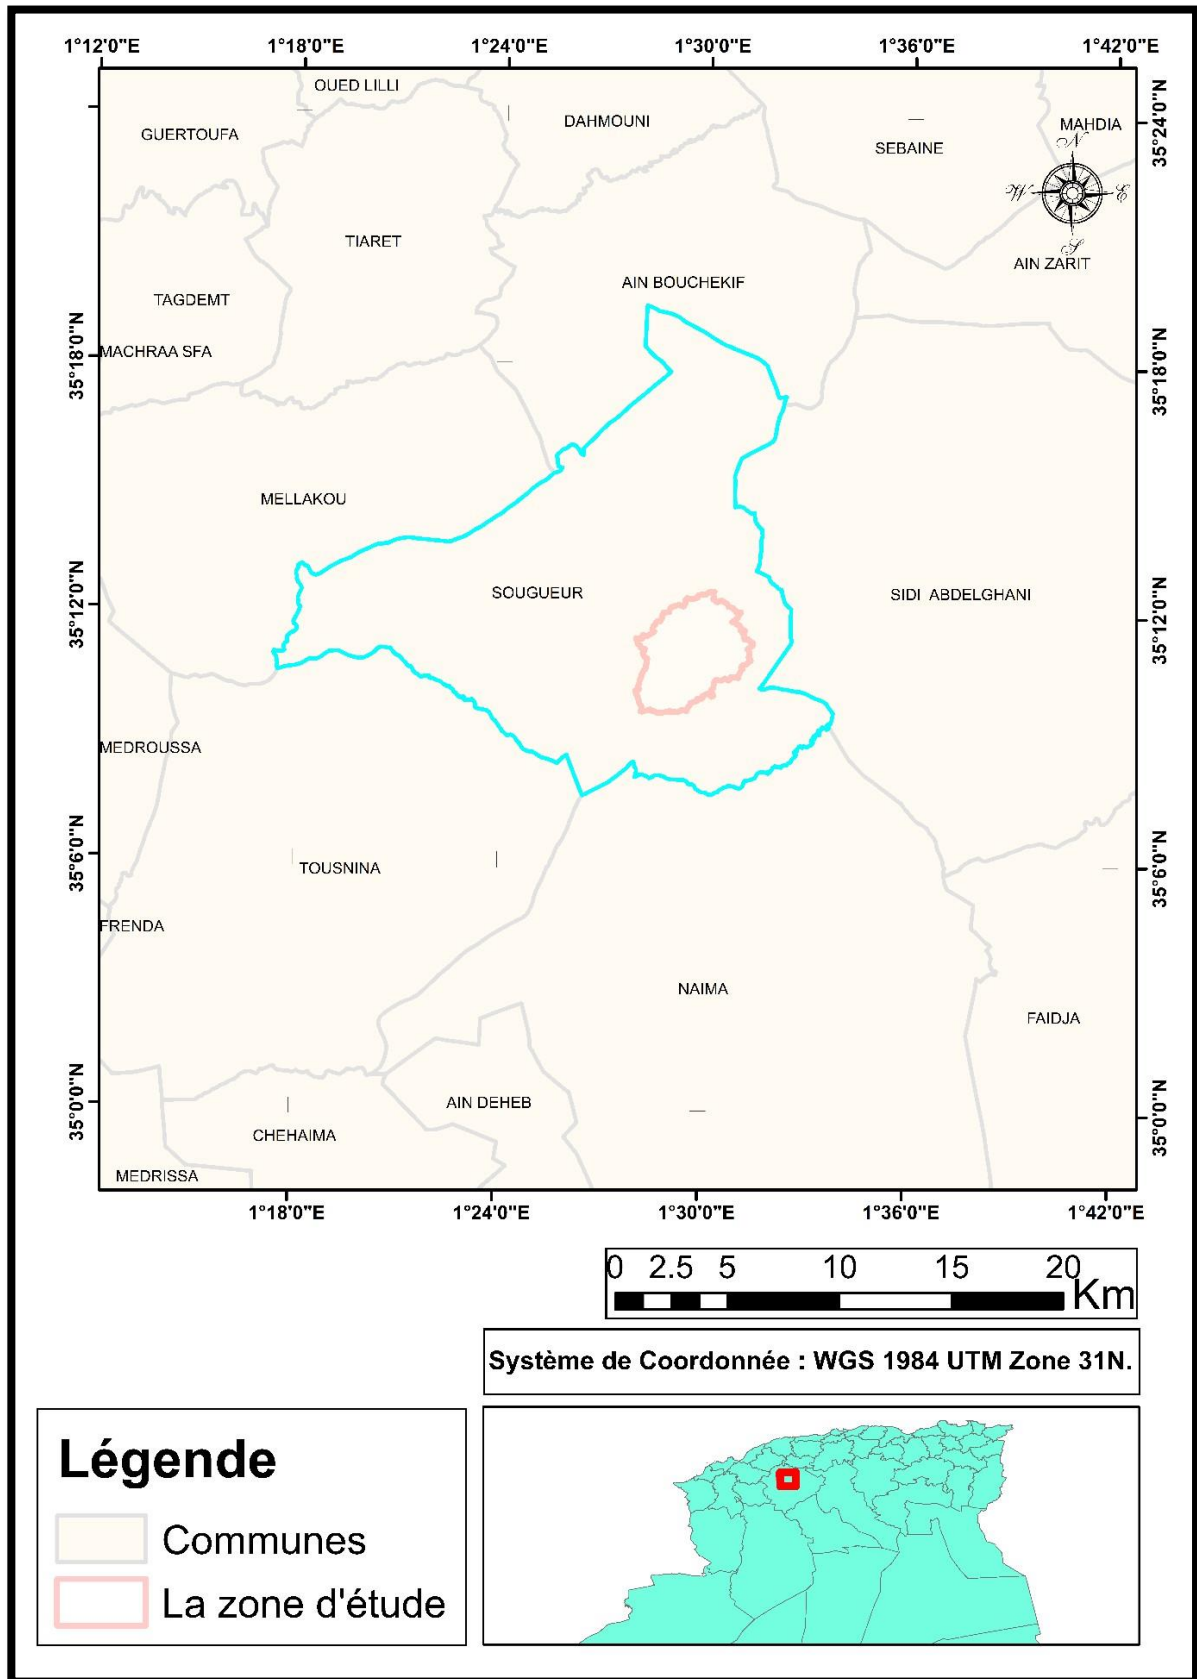 1°12'0"E 1°18'0"E 1°24'0"E 1°30'0"E 1°36'0"E 1°42'0"E
OUED LILLI
GUERTOUFA
DAHMOUNI
MAHDIA
35°24'0"N
SEBAINE
N
W
E
S
TIARET
AIN ZARIT
AIN BOUCHEKIF
TAGDEMT
MACHRAA SFA
35°18'0"N
35°18'0"N
MELLAKOU
SOUGUEUR
SIDI ABDELGHANI
35°12'0"N
35°12'0"N
MEDROUSSA
35°6'0"N
TOUSNINA
35°6'0"N
FRENDA
NAIMA
FAIDJA
35°0'0"N
AIN DEHEB
35°0'0"N
CHEHAIMA
MEDRISSA
1°18'0"E 1°24'0"E 1°30'0"E 1°36'0"E 1°42'0"E
0 2.5 5 10 15 20
Km
Système de Coordonnée : WGS 1984 UTM Zone 31N.
Légende
Communes
La zone d'étude